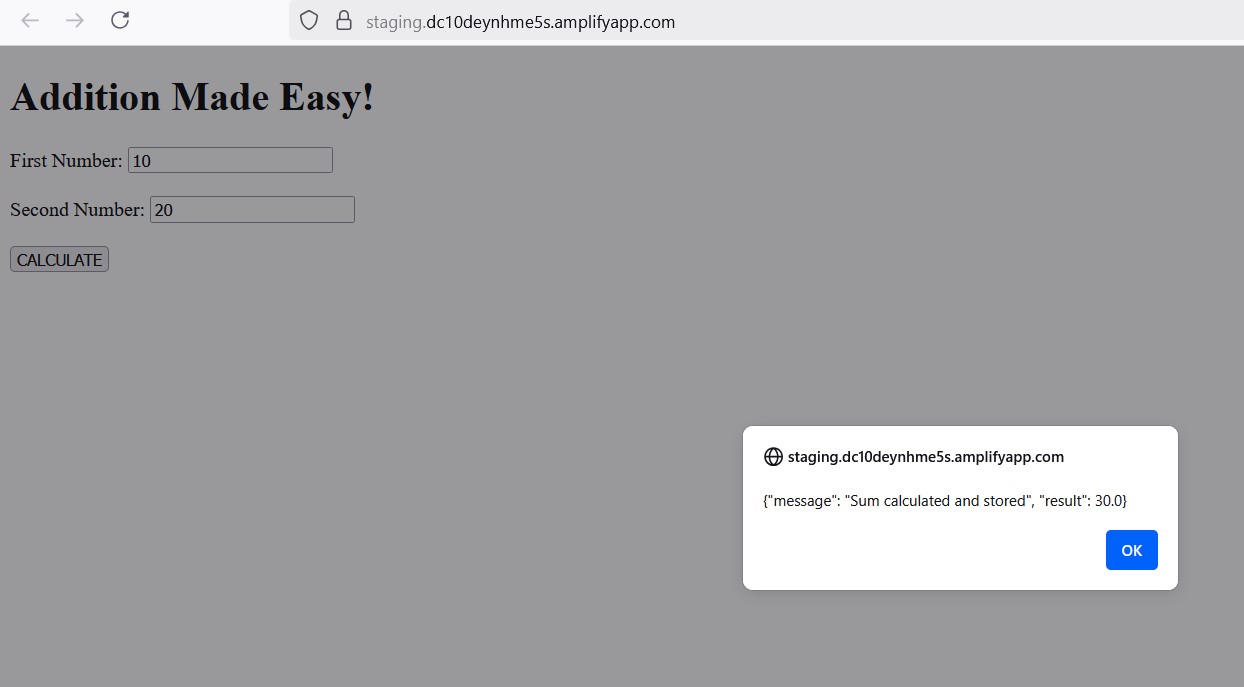 staging.dc10deynhme5s.amplifyapp.com
Addition Made Easy!
First Number: 10
Second Number: 20
CALCULATE
staging.dc10deynhme5s.amplifyapp.com
{"message": "Sum calculated and stored", "result": 30.0}
OK